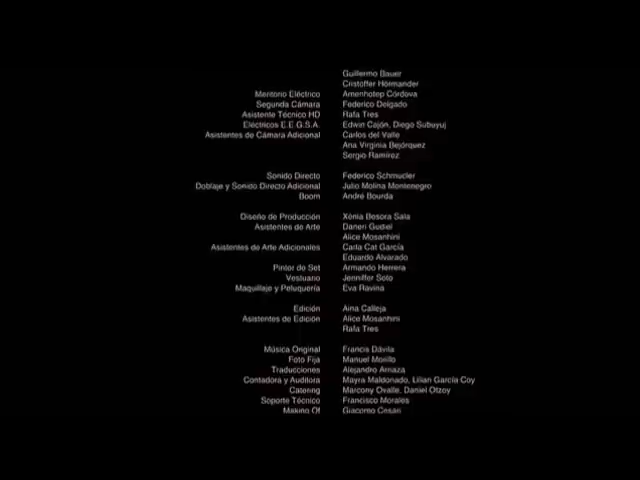 Guillermo Bauer
Cristoffer Hörmander
Meritorio Eléctrico Amenhotep Córdova
Segunda Cámara Federico Delgado
Asistente Técnico HD Rafa Tres
Eléctricos E.E.G.S.A. Edwin Cajón, Diego Subuyuj
Asistentes de Cámara Adicional Carlos del Valle
Ana Virginia Bejórquez
Sergio Ramírez
Sonido Directo Federico Schmucler
Doblaje y Sonido Directo Adicional Julio Molina Montenegro
Boom André Bourda
Diseño de Producción Xènia Besora Sala
Asistentes de Arte Daneri Gudiel
Alice Mosanhini
Asistentes de Arte Adicionales Carla Cat García
Eduardo Alvarado
Pintor de Set Armando Herrera
Vestuario Jenniffer Soto
Maquillaje y Peluquería Eva Ravina
Edición Aina Calleja
Asistentes de Edición Alice Mosanhini
Rafa Tres
Música Original Francis Dávila
Foto Fija Manuel Morillo
Traducciones Alejandro Arriaza
Contadora y Auditora Mayra Maldonado, Lilian García Coy
Catering Marcony Ovalle, Daniel Otzoy
Soporte Técnico Francisco Morales
Making Of Giacomo Cesari